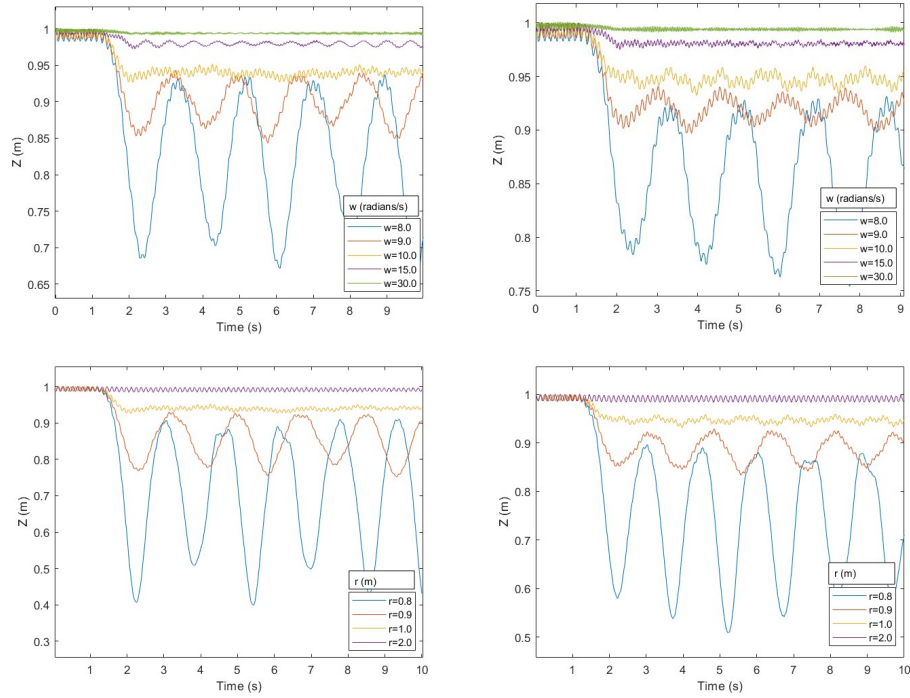 1
0.95
0.9
0.85
0.8
0.75
0.7
0.65
Z (m)
0 1 2 3 4 5 6 7 8 9 10
Time (s)
w (radians/s)
w=8.0
w=9.0
w=10.0
w=15.0
w=30.0
1
0.95
0.9
0.85
0.8
0.75
Z (m)
0 1 2 3 4 5 6 7 8 9
Time (s)
w (radians/s)
w=8.0
w=9.0
w=10.0
w=15.0
w=30.0
1
0.9
0.8
0.7
0.6
0.5
0.4
0.3
Z (m)
1 2 3 4 5 6 7 8 9 10
Time (s)
r (m)
r=0.8
r=0.9
r=1.0
r=2.0
1
0.9
0.8
0.7
0.6
0.5
Z (m)
1 2 3 4 5 6 7 8 9 10
Time (s)
r (m)
r=0.8
r=0.9
r=1.0
r=2.0